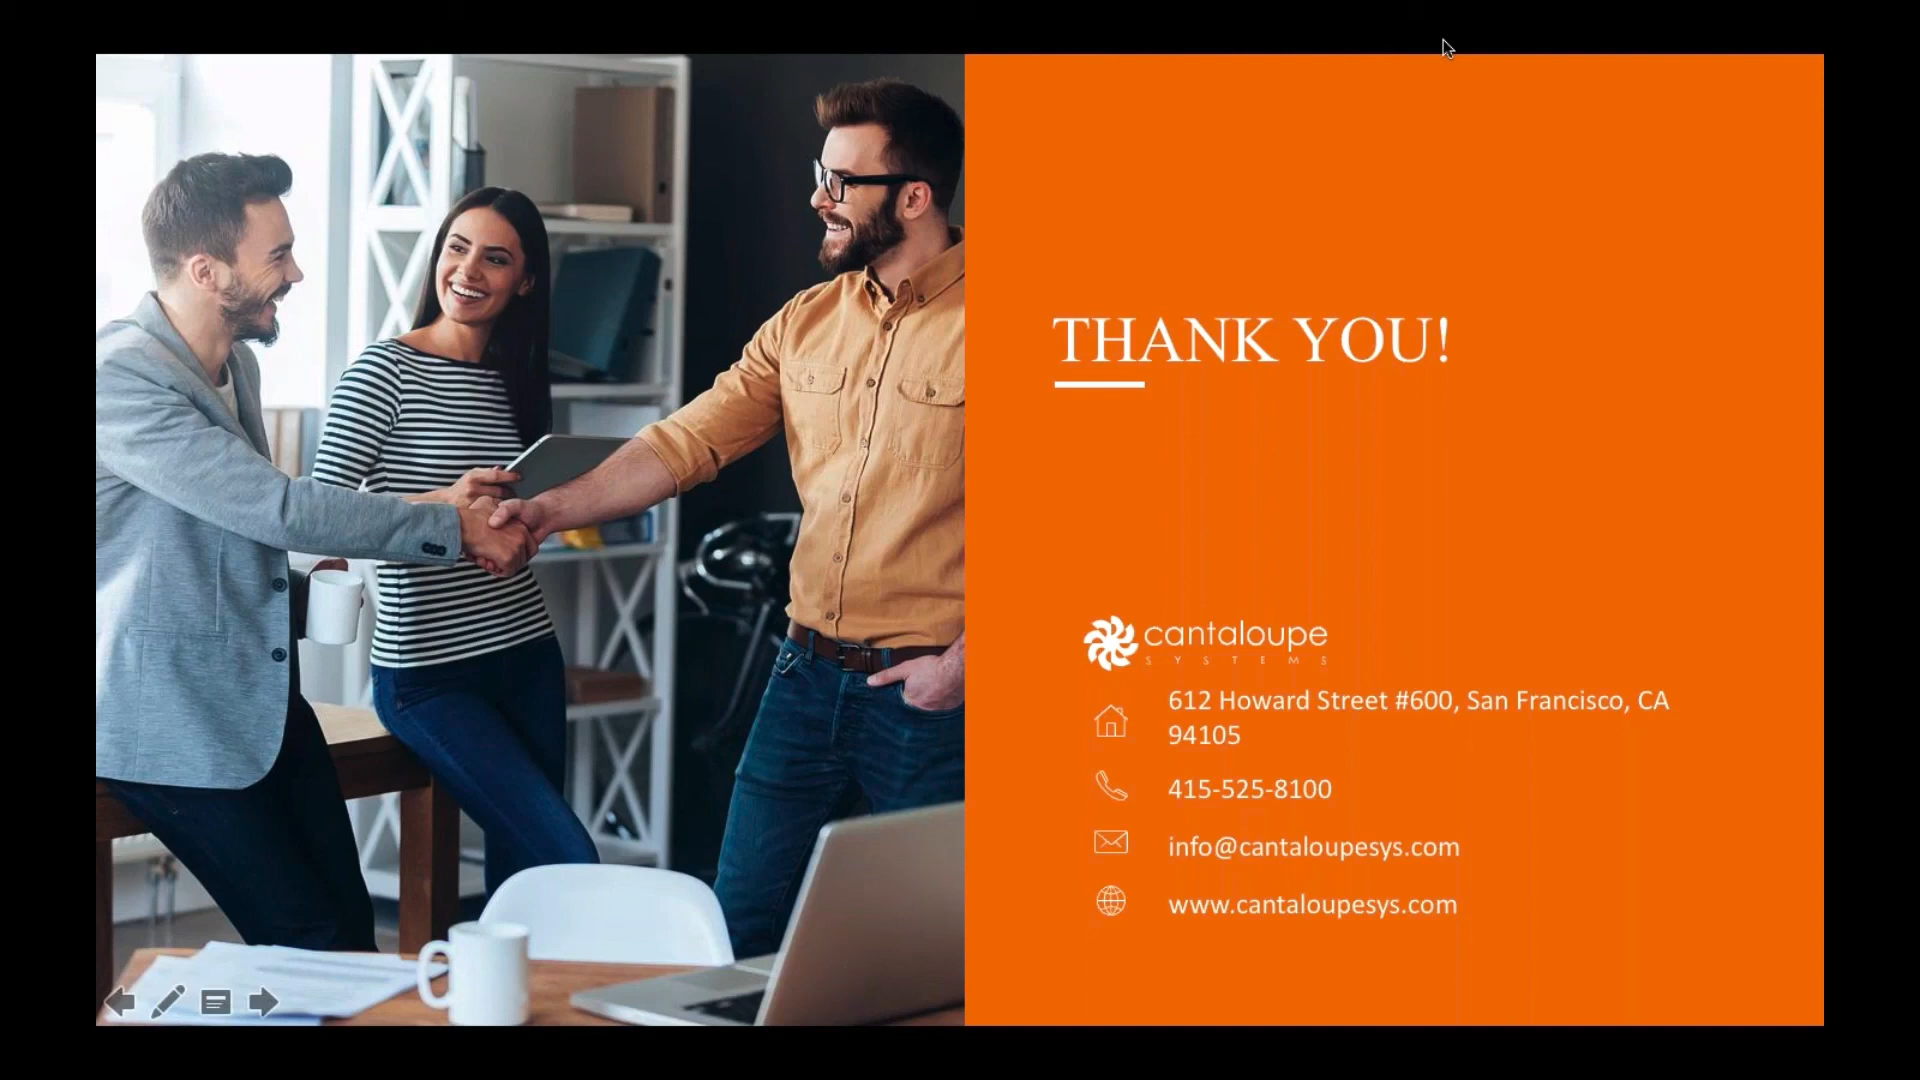 THANK YOU!
cantaloupe
SYSTEMS
612 Howard Street #600, San Francisco, CA
94105
415-525-8100
info@cantaloupesys.com
www.cantaloupesys.com